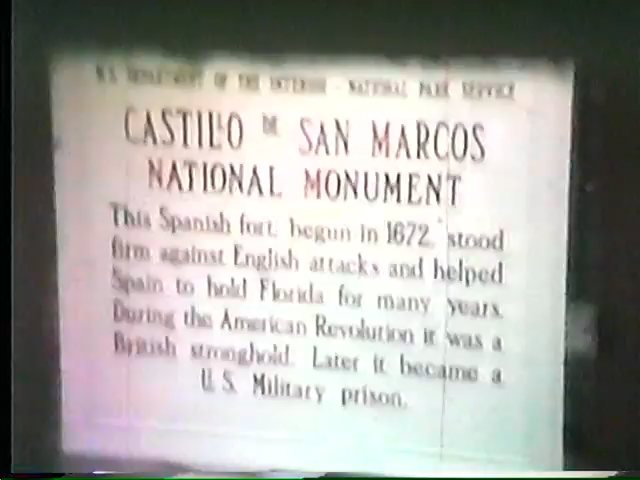 U.S. DEPARTMENT OF THE INTERIOR - NATIONAL PARK SERVICE
CASTILLO DE SAN MARCOS
NATIONAL MONUMENT
This Spanish fort, begun in 1672, stood
firm against English attacks and helped
Spain to hold Florida for many years.
During the American Revolution it was a
British stronghold. Later it became a
U.S. Military prison.